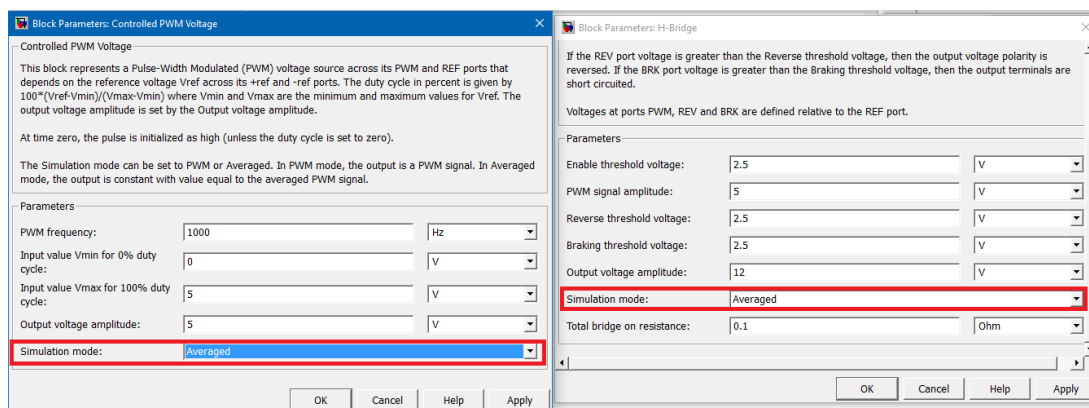 Block Parameters: Controlled PWM Voltage
Controlled PWM Voltage
This block represents a Pulse-Width Modulated (PWM) voltage source across its PWM and REF ports that
depends on the reference voltage Vref across its +ref and -ref ports. The duty cycle in percent is given by
100*(Vref-Vmin)/(Vmax-Vmin) where Vmin and Vmax are the minimum and maximum values for Vref. The
output voltage amplitude is set by the Output voltage amplitude.
At time zero, the pulse is initialized as high (unless the duty cycle is set to zero).
The Simulation mode can be set to PWM or Averaged. In PWM mode, the output is a PWM signal. In Averaged
mode, the output is constant with value equal to the averaged PWM signal.
Parameters
PWM frequency: 1000 Hz
Input value Vmin for 0% duty
cycle: 0 V
Input value Vmax for 100% duty
cycle: 5 V
Output voltage amplitude: 5 V
Simulation mode: Averaged
OK Cancel Help Apply
Block Parameters: H-Bridge
If the REV port voltage is greater than the Reverse threshold voltage, then the output voltage polarity is
reversed. If the BRK port voltage is greater than the Braking threshold voltage, then the output terminals are
short circuited.
Voltages at ports PWM, REV and BRK are defined relative to the REF port.
Parameters
Enable threshold voltage: 2.5 V
PWM signal amplitude: 5 V
Reverse threshold voltage: 2.5 V
Braking threshold voltage: 2.5 V
Output voltage amplitude: 12 V
Simulation mode: Averaged
Total bridge on resistance: 0.1 Ohm
OK Cancel Help Apply